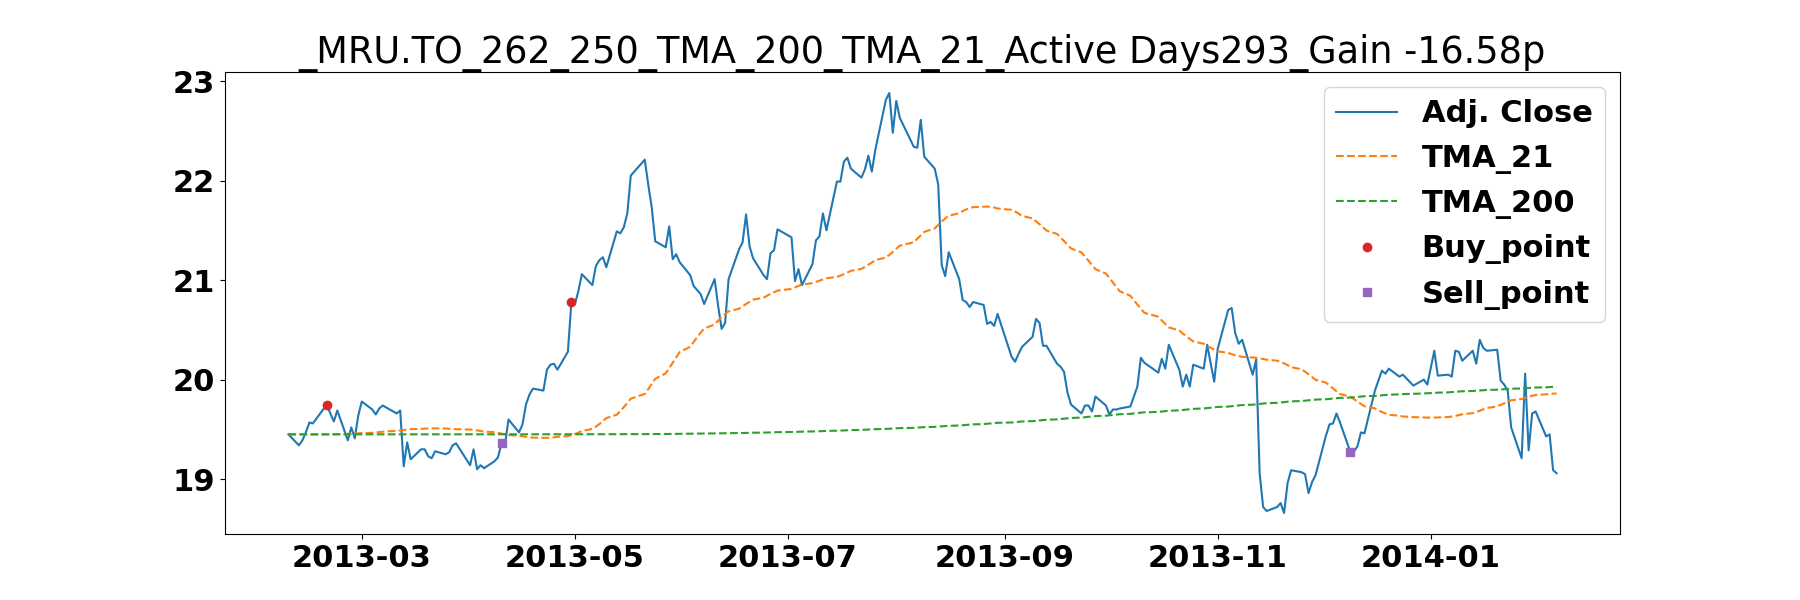 _MRU.TO_262_250_TMA_200_TMA_21_Active Days293_Gain -16.58p
23
22
21
20
19
Adj. Close
TMA_21
TMA_200
Buy_point
Sell_point
2013-03 2013-05 2013-07 2013-09 2013-11 2014-01